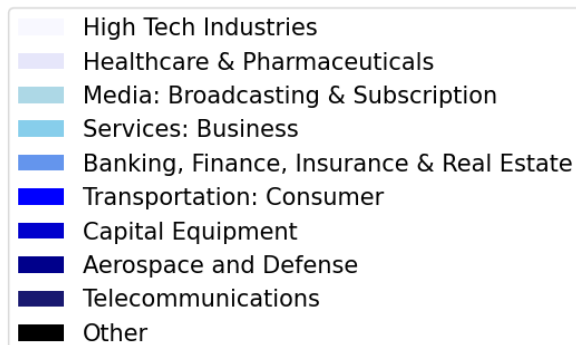 High Tech Industries
Healthcare & Pharmaceuticals
Media: Broadcasting & Subscription
Services: Business
Banking, Finance, Insurance & Real Estate
Transportation: Consumer
Capital Equipment
Aerospace and Defense
Telecommunications
Other